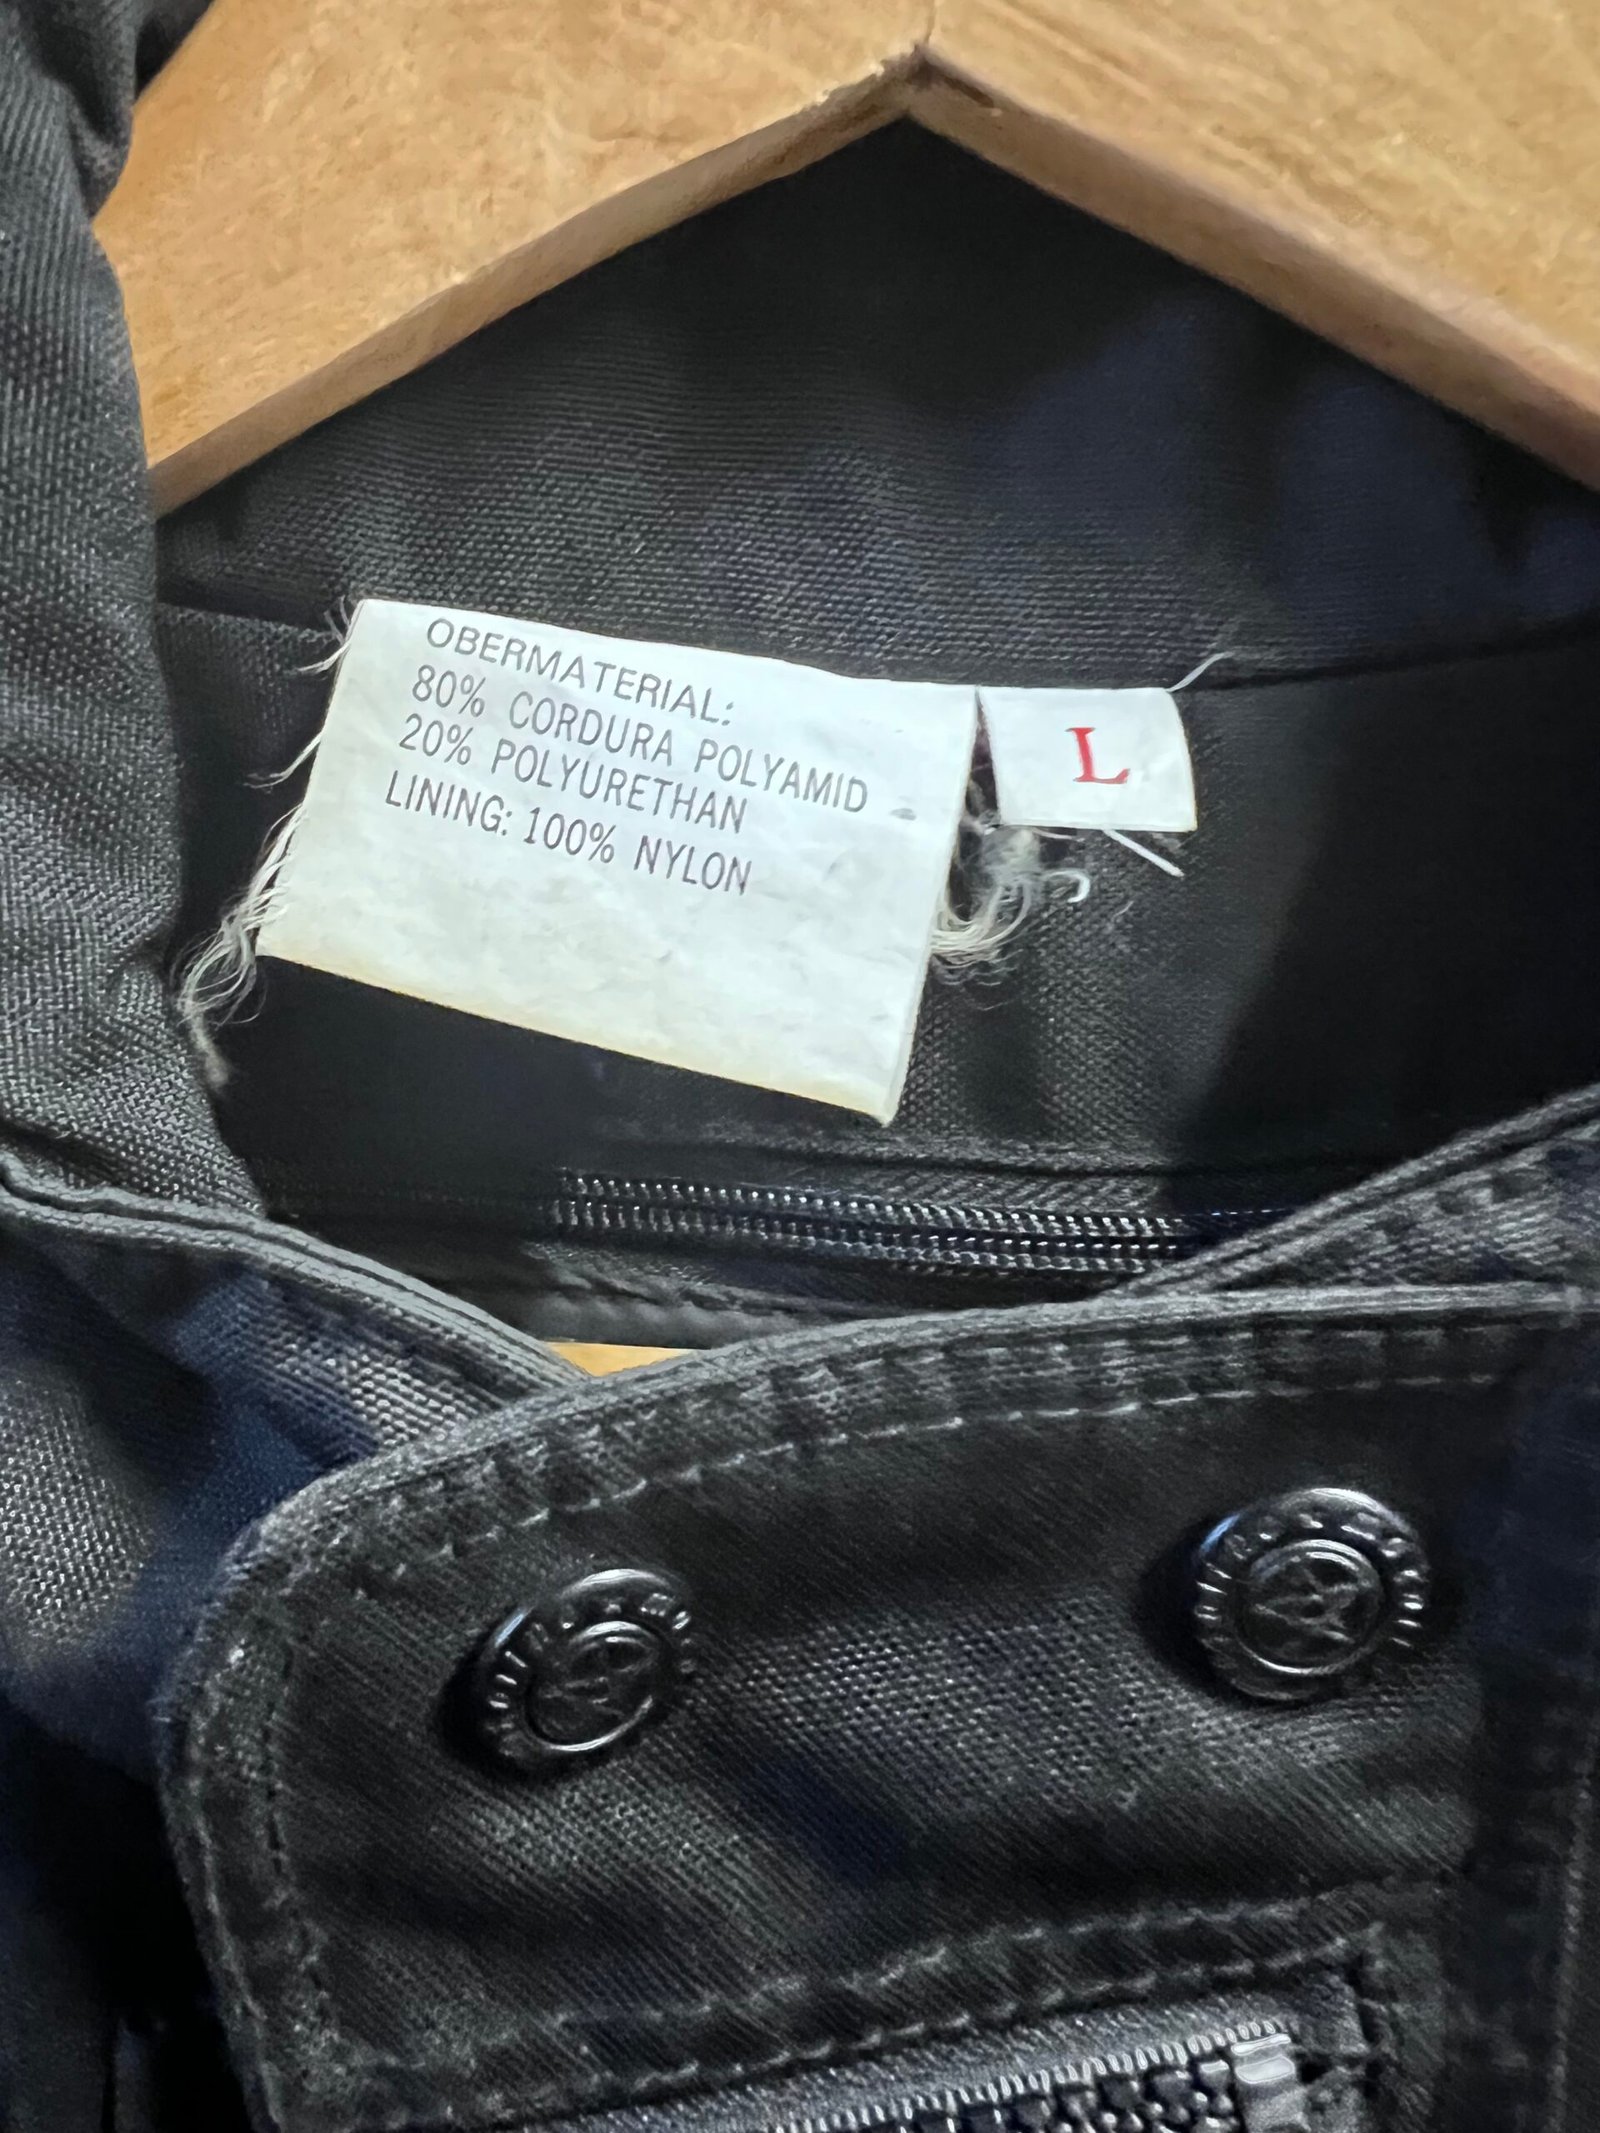 OBERMATERIAL:
80% CORDURA POLYAMID
20% POLYURETHAN
LINING: 100% NYLON
L